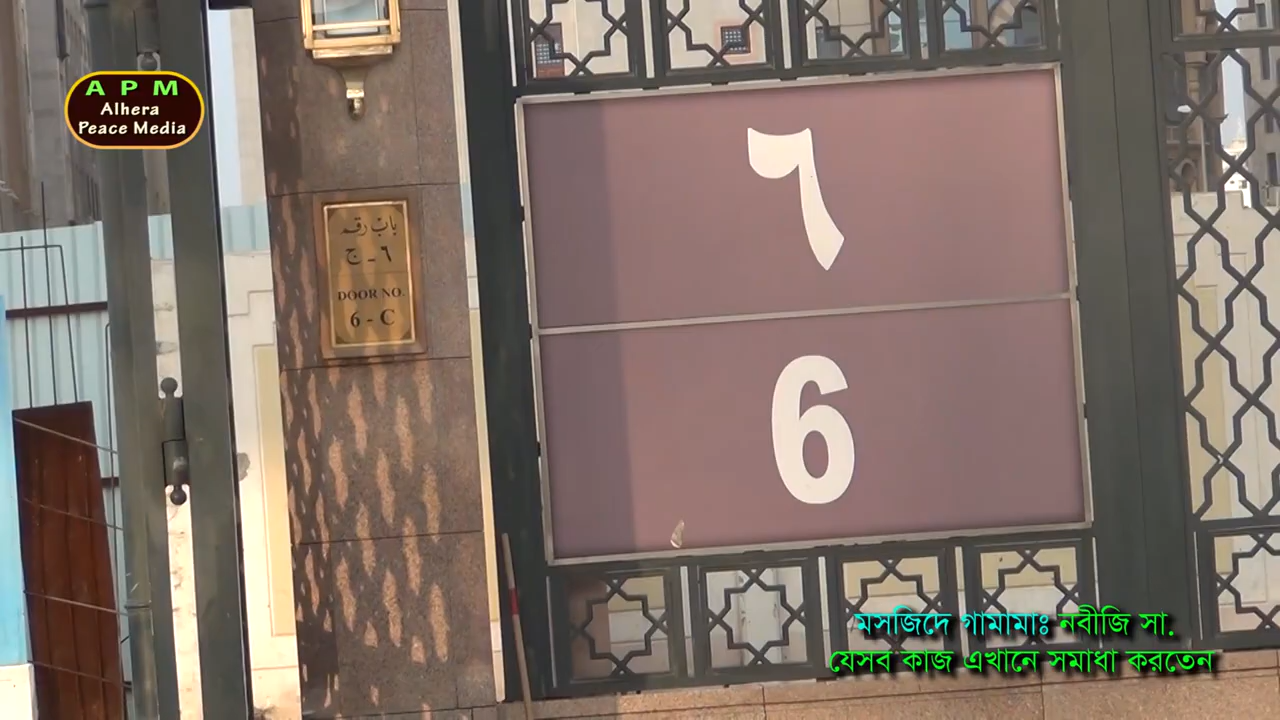 A P M
Alhera
Peace Media
باب رقم
٦ - ج
DOOR NO.
6 - C
٦
6
মসজিদে গামামাঃ নবীজি সা.
যেসব কাজ এখানে সমাধা করতেন